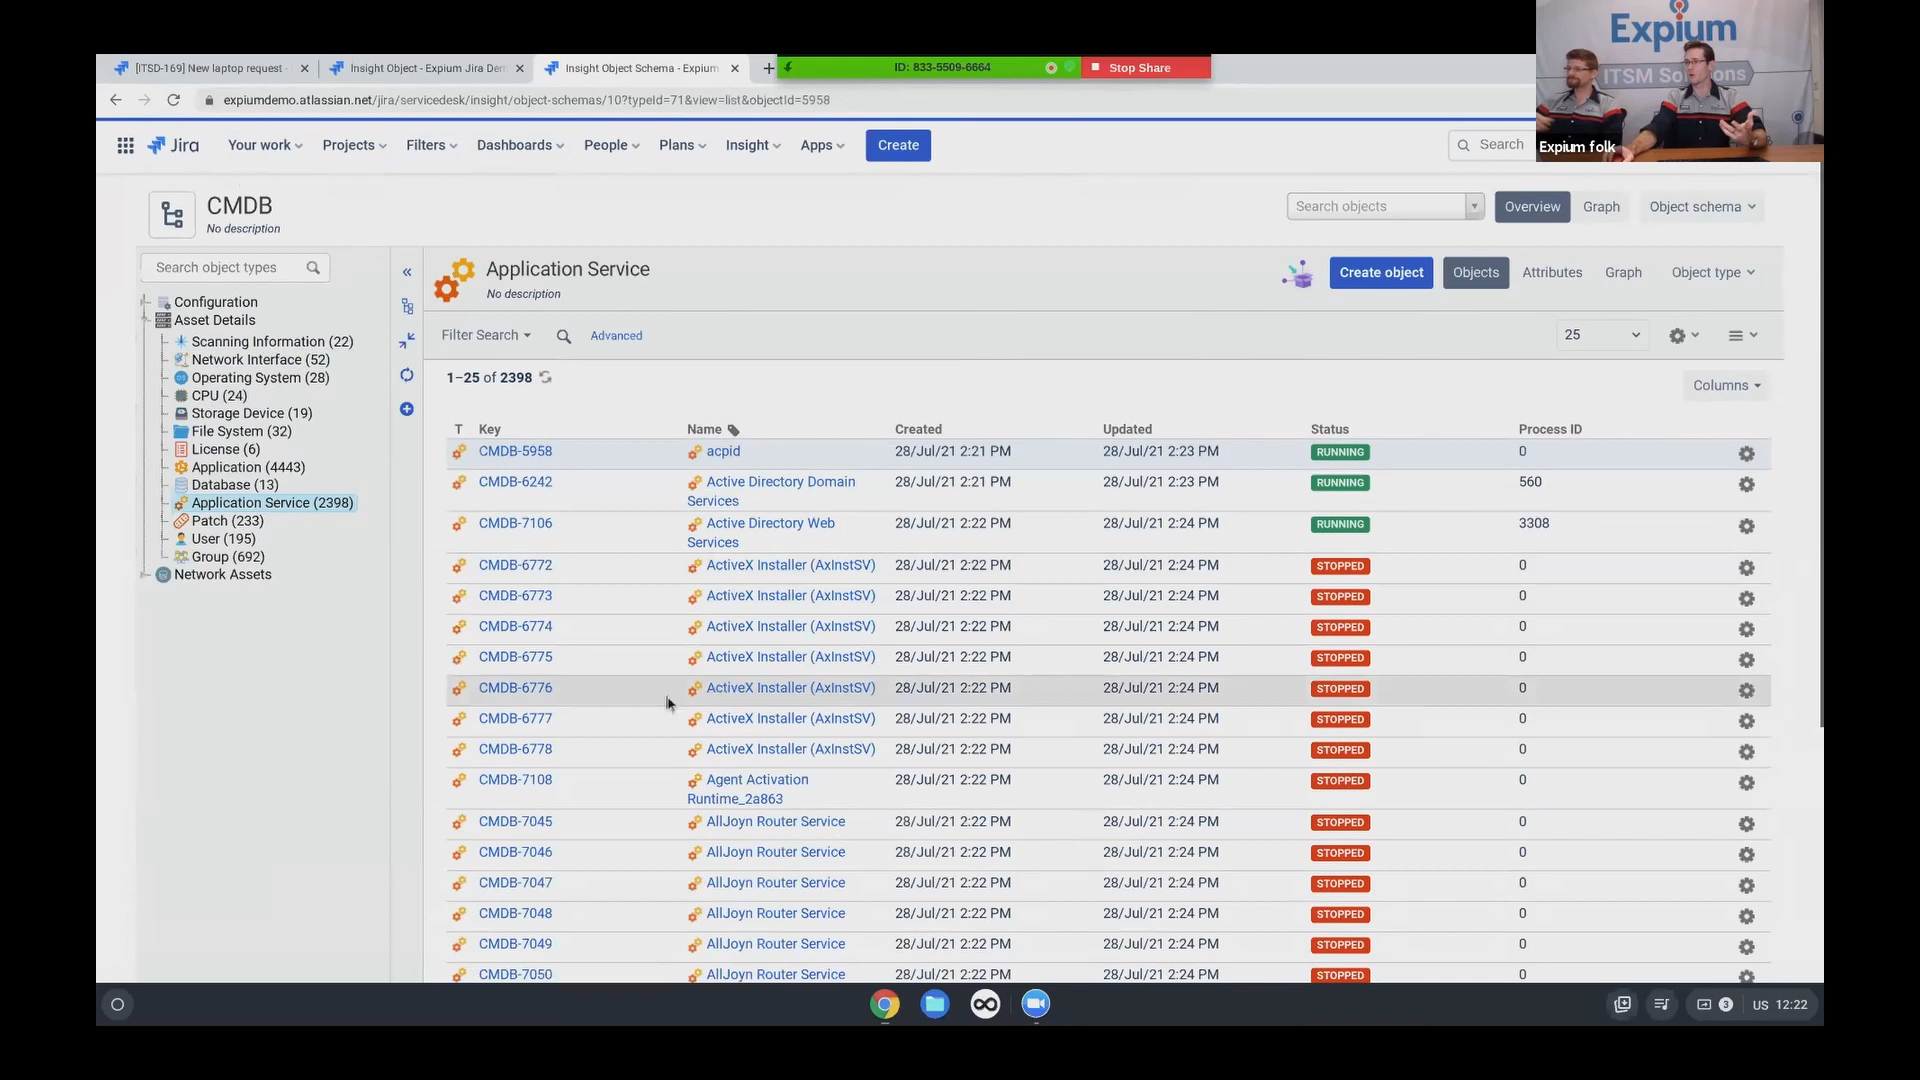 Expium
ITSM Solutions
Expium folk
[ITSD-169] New laptop request -
Insight Object - Expium Jira Dem
Insight Object Schema - Expium
ID: 833-5509-6664
Stop Share
expiumdemo.atlassian.net/jira/servicedesk/insight/object-schemas/10?typeId=71&view=list&objectId=5958
Jira
Your work
Projects
Filters
Dashboards
People
Plans
Insight
Apps
Create
Search
CMDB
No description
Search objects
Overview
Graph
Object schema
Search object types
Configuration
Asset Details
Scanning Information (22)
Network Interface (52)
Operating System (28)
CPU (24)
Storage Device (19)
File System (32)
License (6)
Application (4443)
Database (13)
Application Service (2398)
Patch (233)
User (195)
Group (692)
Network Assets
Application Service
No description
Create object
Objects
Attributes
Graph
Object type
Filter Search
Advanced
25
1–25 of 2398
Columns
T Key Name Created Updated Status Process ID
CMDB-5958 acpid 28/Jul/21 2:21 PM 28/Jul/21 2:23 PM RUNNING 0
CMDB-6242 Active Directory Domain 28/Jul/21 2:21 PM 28/Jul/21 2:23 PM RUNNING 560
Services
CMDB-7106 Active Directory Web 28/Jul/21 2:22 PM 28/Jul/21 2:24 PM RUNNING 3308
Services
CMDB-6772 ActiveX Installer (AxInstSV) 28/Jul/21 2:22 PM 28/Jul/21 2:24 PM STOPPED 0
CMDB-6773 ActiveX Installer (AxInstSV) 28/Jul/21 2:22 PM 28/Jul/21 2:24 PM STOPPED 0
CMDB-6774 ActiveX Installer (AxInstSV) 28/Jul/21 2:22 PM 28/Jul/21 2:24 PM STOPPED 0
CMDB-6775 ActiveX Installer (AxInstSV) 28/Jul/21 2:22 PM 28/Jul/21 2:24 PM STOPPED 0
CMDB-6776 ActiveX Installer (AxInstSV) 28/Jul/21 2:22 PM 28/Jul/21 2:24 PM STOPPED 0
CMDB-6777 ActiveX Installer (AxInstSV) 28/Jul/21 2:22 PM 28/Jul/21 2:24 PM STOPPED 0
CMDB-6778 ActiveX Installer (AxInstSV) 28/Jul/21 2:22 PM 28/Jul/21 2:24 PM STOPPED 0
CMDB-7108 Agent Activation 28/Jul/21 2:22 PM 28/Jul/21 2:24 PM STOPPED 0
Runtime_2a863
CMDB-7045 AllJoyn Router Service 28/Jul/21 2:22 PM 28/Jul/21 2:24 PM STOPPED 0
CMDB-7046 AllJoyn Router Service 28/Jul/21 2:22 PM 28/Jul/21 2:24 PM STOPPED 0
CMDB-7047 AllJoyn Router Service 28/Jul/21 2:22 PM 28/Jul/21 2:24 PM STOPPED 0
CMDB-7048 AllJoyn Router Service 28/Jul/21 2:22 PM 28/Jul/21 2:24 PM STOPPED 0
CMDB-7049 AllJoyn Router Service 28/Jul/21 2:22 PM 28/Jul/21 2:24 PM STOPPED 0
CMDB-7050 AllJoyn Router Service 28/Jul/21 2:22 PM 28/Jul/21 2:24 PM STOPPED 0
3
US 12:22